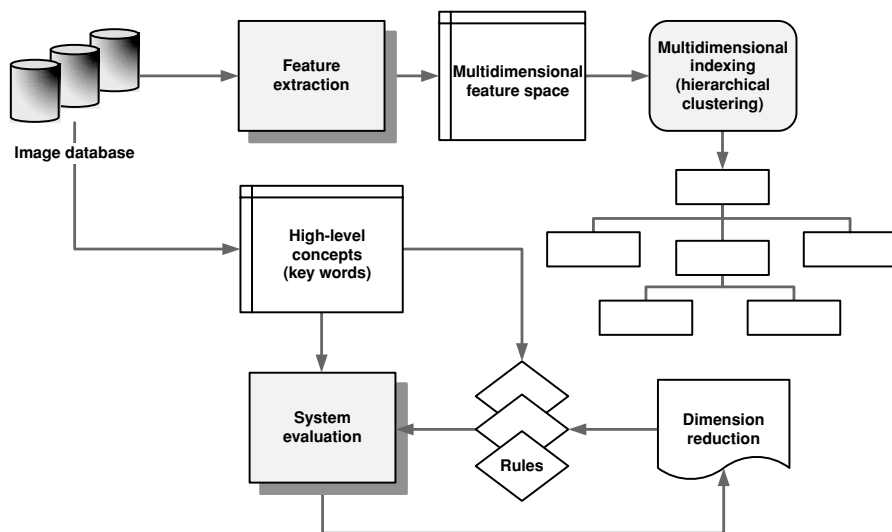 Image database
Feature
extraction
Multidimensional
feature space
Multidimensional
indexing
(hierarchical
clustering)
High-level
concepts
(key words)
System
evaluation
Rules
Dimension
reduction